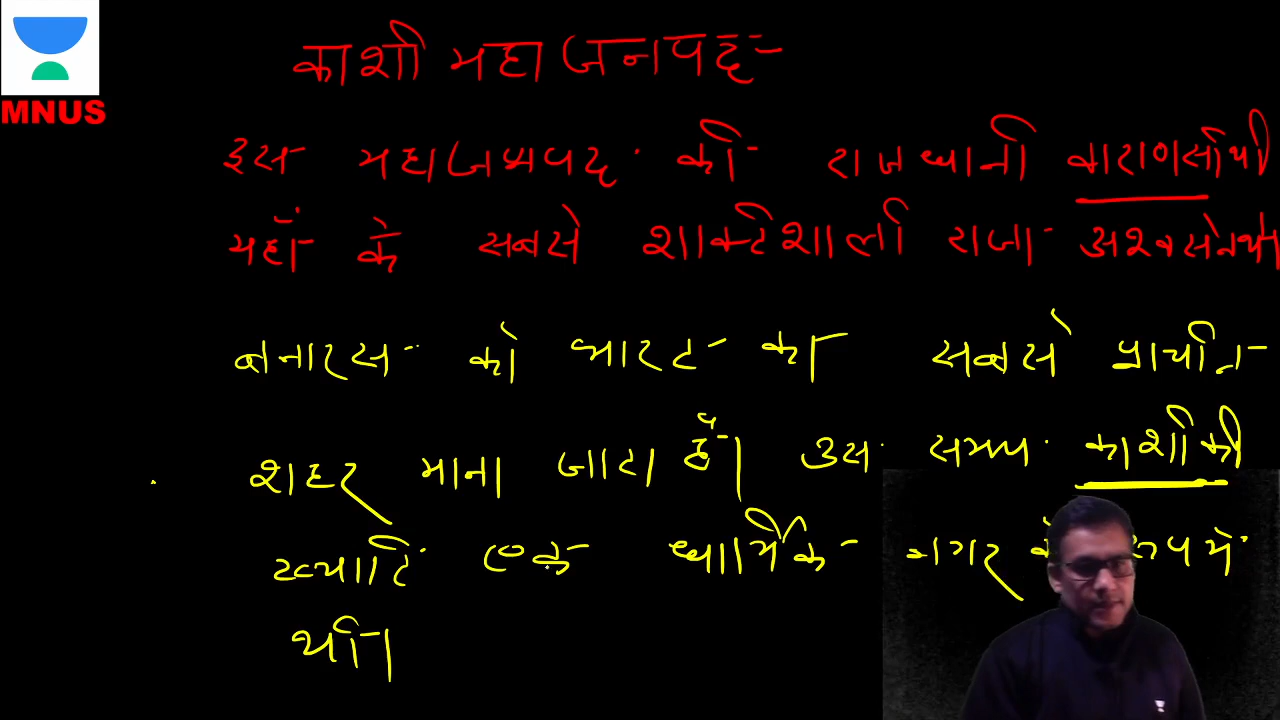 MNUS
काशी महाजनपद-
इस महाजनपद की राजधानी वाराणसी थी
यहाँ के सबसे शक्तिशाली राजा अश्वसेन थे।
बनारस को भारत का सबसे प्राचीन
शहर माना जाता है। उस समय काशी की
ख्याति एक धार्मिक नगर के रूप में
थी।